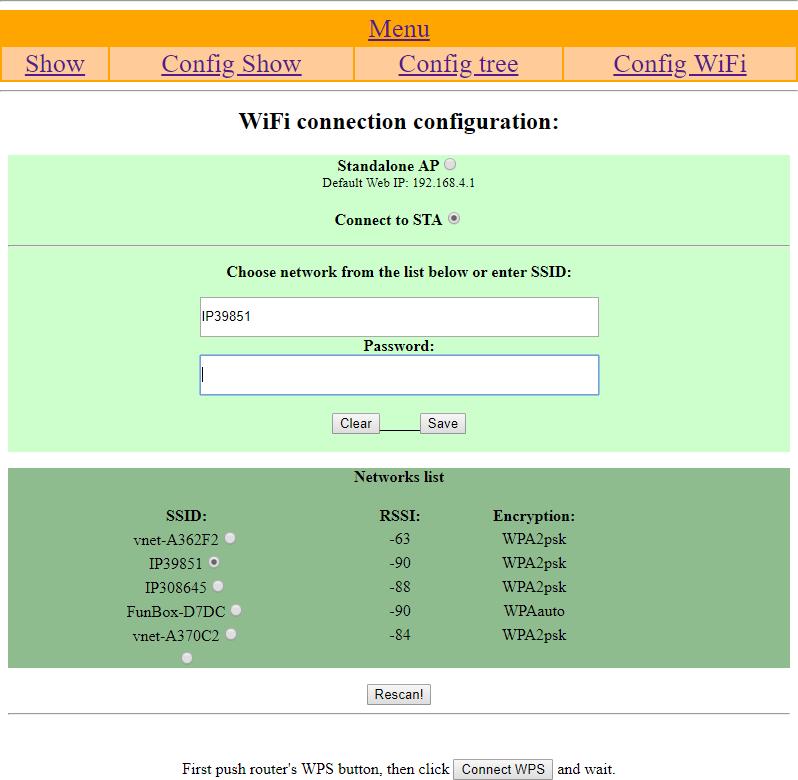 Menu
Show Config Show Config tree Config WiFi
WiFi connection configuration:
Standalone AP
Default Web IP: 192.168.4.1
Connect to STA
Choose network from the list below or enter SSID:
IP39851
Password:
Clear Save
Networks list
SSID: RSSI: Encryption:
vnet-A362F2 -63 WPA2psk
IP39851 -90 WPA2psk
IP308645 -88 WPA2psk
FunBox-D7DC -90 WPAauto
vnet-A370C2 -84 WPA2psk
Rescan!
First push router's WPS button, then click Connect WPS and wait.